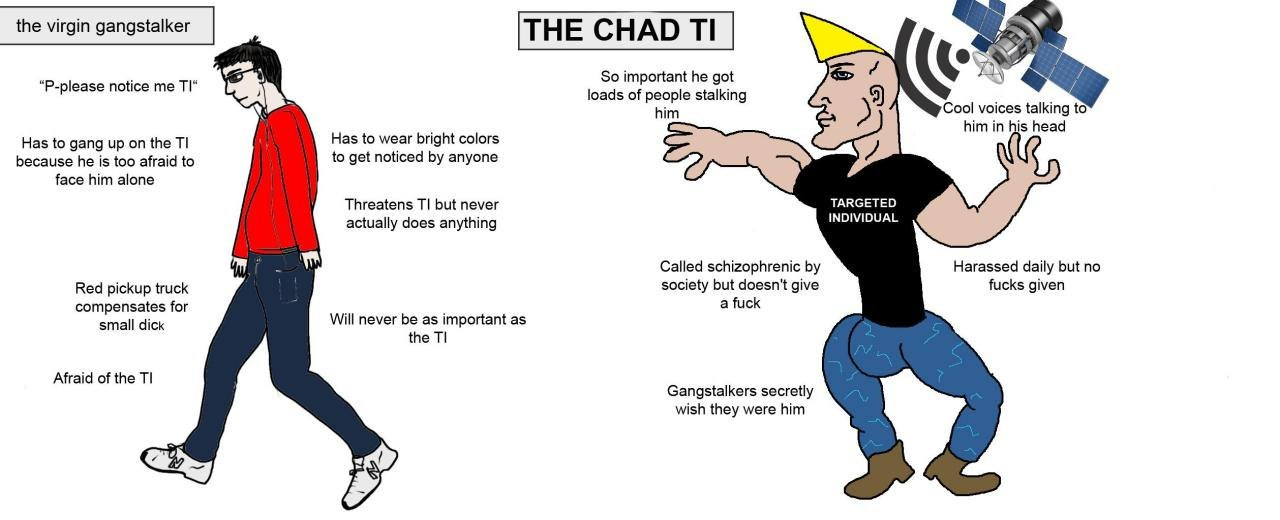 the virgin gangstalker
“P-please notice me TI“
Has to gang up on the TI
because he is too afraid to
face him alone
Has to wear bright colors
to get noticed by anyone
Threatens TI but never
actually does anything
Red pickup truck
compensates for
small dick
Will never be as important as
the TI
Afraid of the TI
THE CHAD TI
So important he got
loads of people stalking
him
Cool voices talking to
him in his head
TARGETED
INDIVIDUAL
Called schizophrenic by
society but doesn't give
a fuck
Harassed daily but no
fucks given
Gangstalkers secretly
wish they were him